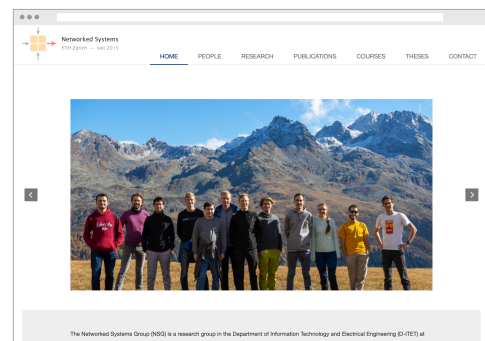 Networked Systems
ETH Zürich — seit 2015
HOME PEOPLE RESEARCH PUBLICATIONS COURSES THESES CONTACT
The Networked Systems Group (NSG) is a research group in the Department of Information Technology and Electrical Engineering (D-ITET) at